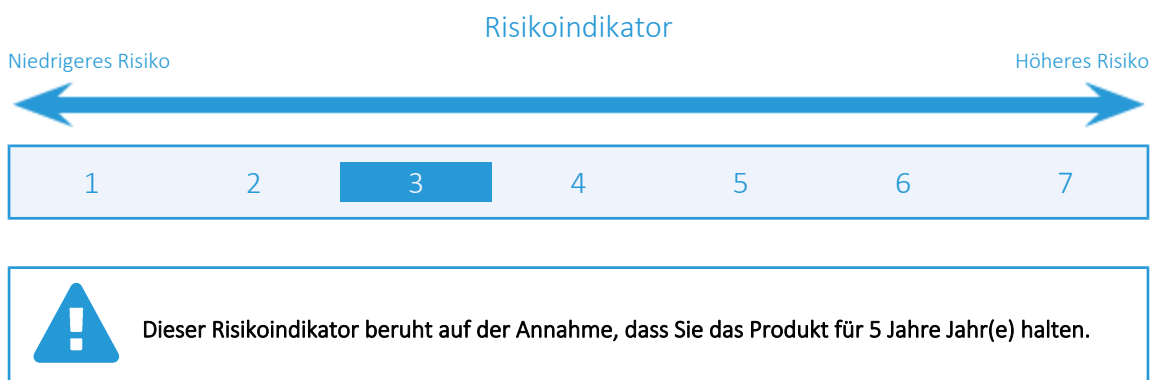 Risikoindikator
Niedrigeres Risiko Höheres Risiko
1 2 3 4 5 6 7
Dieser Risikoindikator beruht auf der Annahme, dass Sie das Produkt für 5 Jahre Jahr(e) halten.